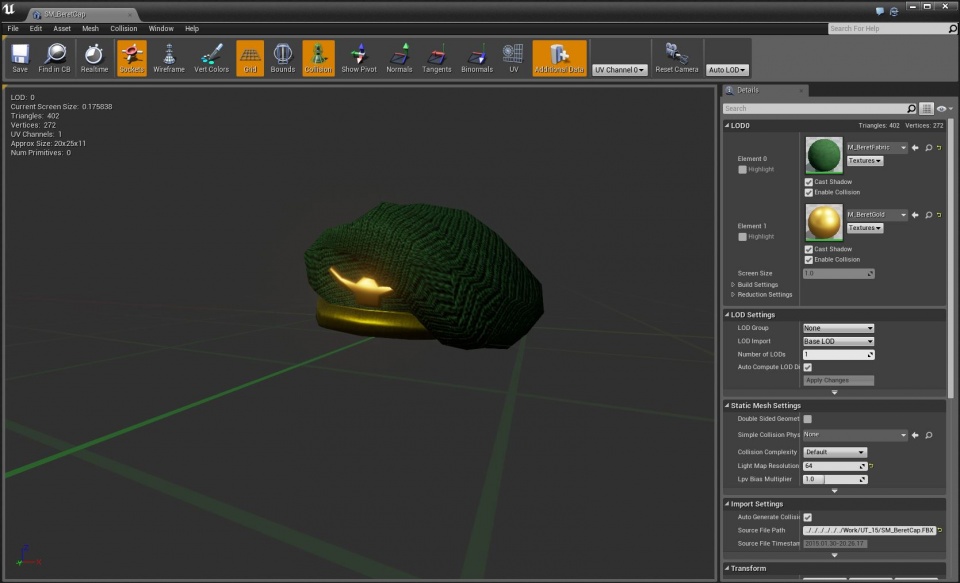 SM_BeretCap
File Edit Asset Mesh Collision Window Help
Search For Help
Save Find in CB Realtime Sockets Wireframe Vert Colors Grid Bounds Collision Show Pivot Normals Tangents Binormals UV Additional Data UV Channel 0 Reset Camera Auto LOD
LOD: 0
Current Screen Size: 0.175838
Triangles: 402
Vertices: 272
UV Channels: 1
Approx Size: 20x25x11
Num Primitives: 0
Details
Search
LOD0 Triangles: 402 Vertices: 272
Element 0
Highlight
M_BeretFabric
Textures
Cast Shadow
Enable Collision
Element 1
Highlight
M_BeretGold
Textures
Cast Shadow
Enable Collision
Screen Size 1.0
Build Settings
Reduction Settings
LOD Settings
LOD Group None
LOD Import Base LOD
Number of LODs 1
Auto Compute LOD Di
Apply Changes
Static Mesh Settings
Double Sided Geomet
Simple Collision Phys None
Collision Complexity Default
Light Map Resolution 64
Lpv Bias Multiplier 1.0
Import Settings
Auto Generate Collisi
Source File Path ../../../../../../Work/UT_15/SM_BeretCap.FBX
Source File Timestam
Transform